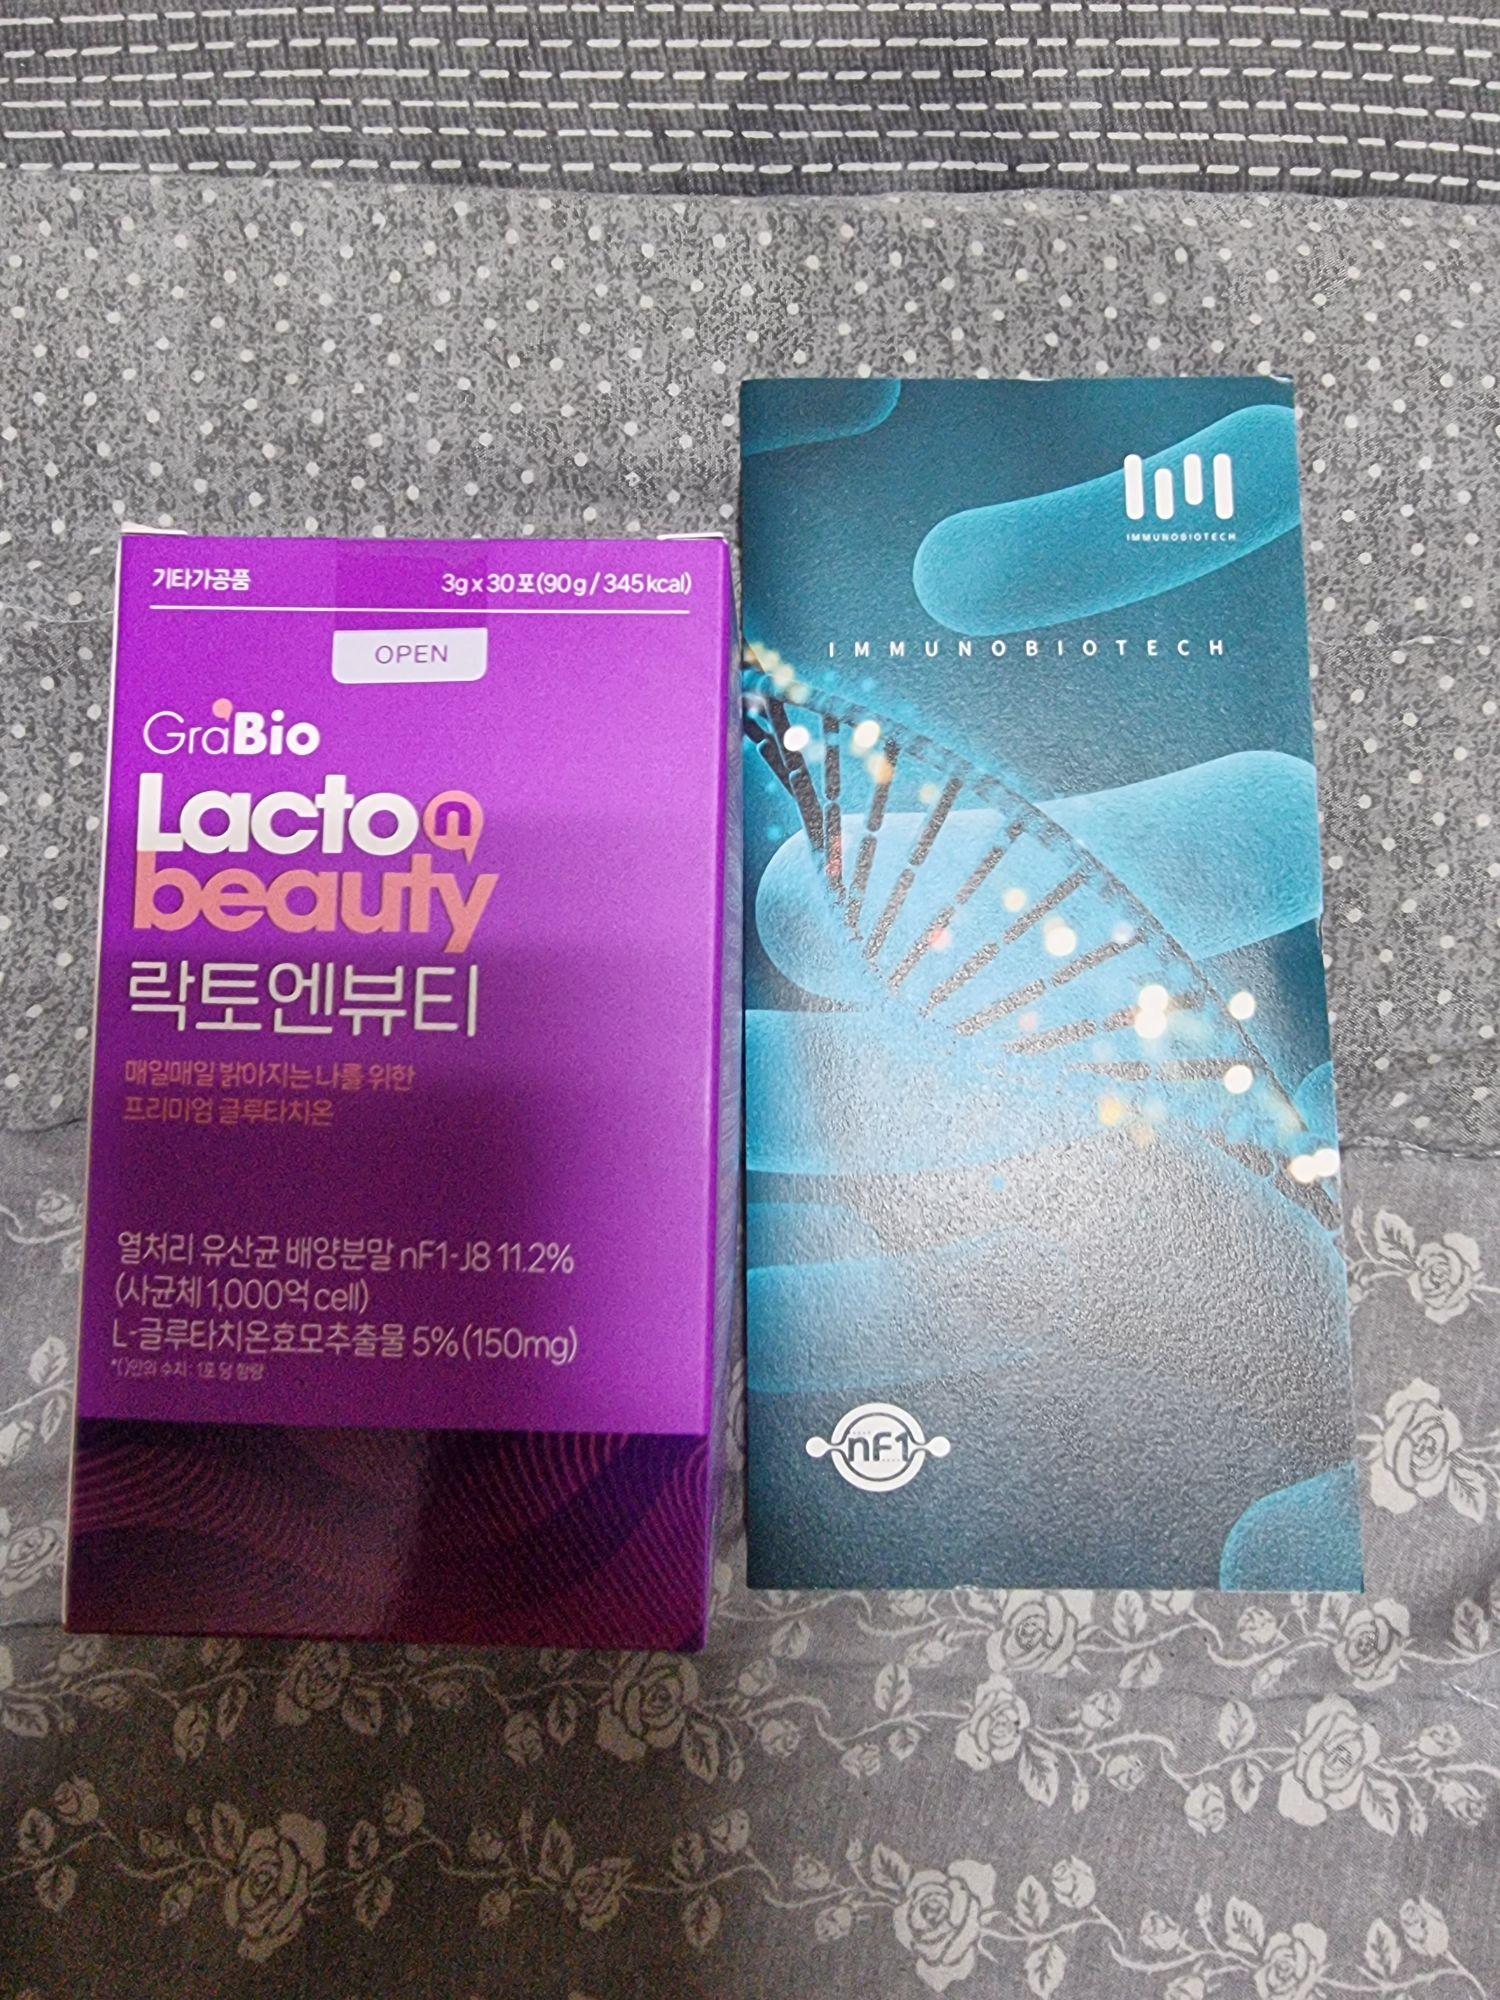 기타가공품
3g x 30포(90g / 345 kcal)
OPEN
GraBio
Lacto
beauty
락토엔뷰티
매일매일 밝아지는 나를 위한
프리미엄 글루타치온
열처리 유산균 배양분말 nF1-J8 11.2%
(사균체 1,000억 cell)
L-글루타치온효모추출물 5% (150mg)
*( )안의 수치 : 1포 당 함량
IMMUNOBIOTECH
IMMUNOBIOTECH
nF1